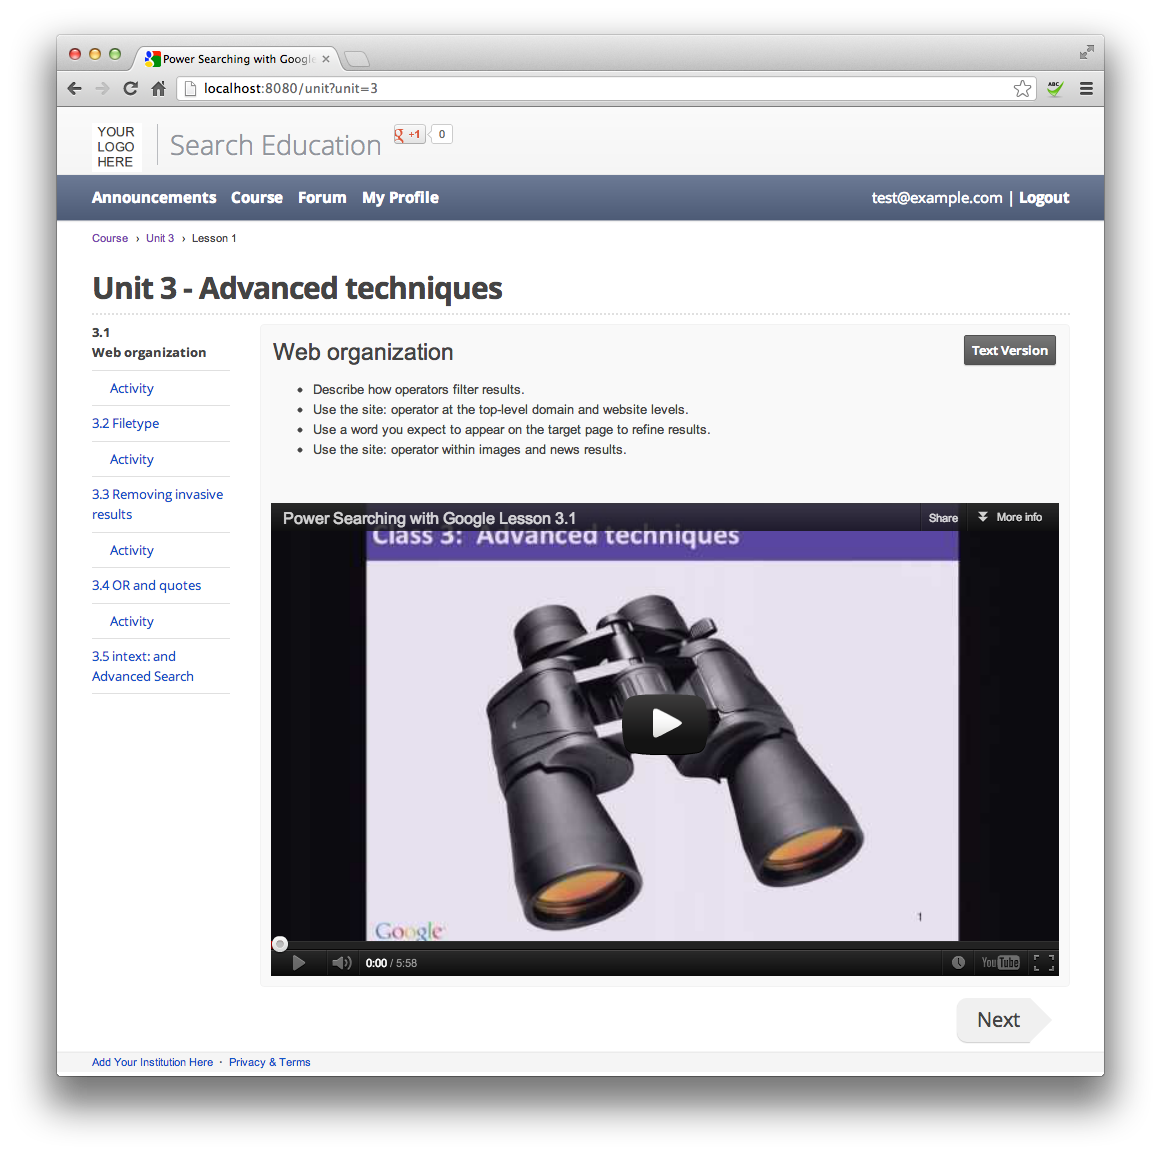 Power Searching with Google
localhost:8080/unit?unit=3
ABC
YOUR
LOGO
HERE
Search Education
g +1
0
Announcements Course Forum My Profile
test@example.com | Logout
Course › Unit 3 › Lesson 1
Unit 3 - Advanced techniques
3.1
Web organization
Activity
3.2 Filetype
Activity
3.3 Removing invasive
results
Activity
3.4 OR and quotes
Activity
3.5 intext: and
Advanced Search
Web organization
Text Version
• Describe how operators filter results.
• Use the site: operator at the top-level domain and website levels.
• Use a word you expect to appear on the target page to refine results.
• Use the site: operator within images and news results.
Power Searching with Google Lesson 3.1
Share
More info
Class 3: Advanced techniques
1
Google
0:00 / 5:58
YouTube
Next
Add Your Institution Here · Privacy & Terms